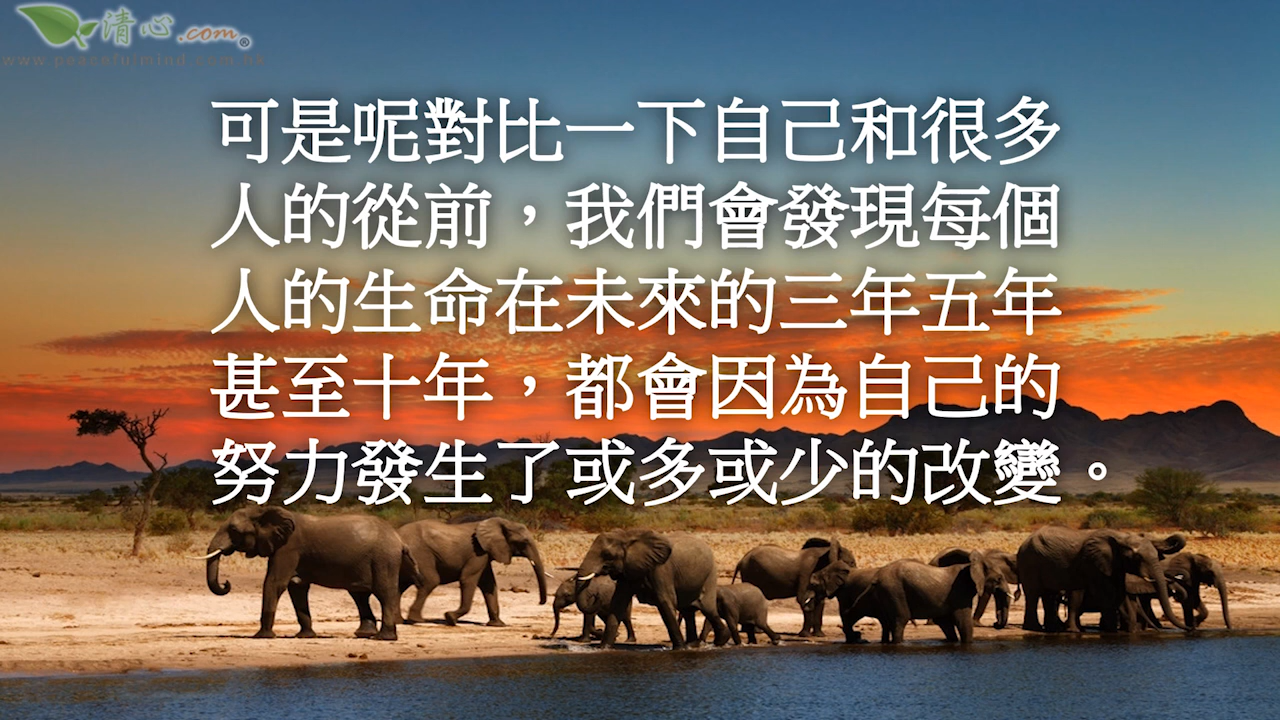 清心.com®
www.peacefulmind.com.hk
可是呢對比一下自己和很多
人的從前，我們會發現每個
人的生命在未來的三年五年
甚至十年，都會因為自己的
努力發生了或多或少的改變。